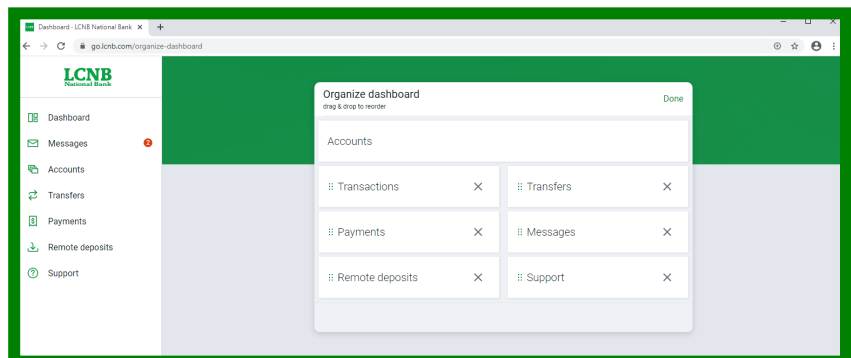 Dashboard - LCNB National Bank
go.lcnb.com/organize-dashboard
LCNB
National Bank
Dashboard
Messages 2
Accounts
Transfers
Payments
Remote deposits
Support
Organize dashboard
drag & drop to reorder
Done
Accounts
Transactions
Transfers
Payments
Messages
Remote deposits
Support